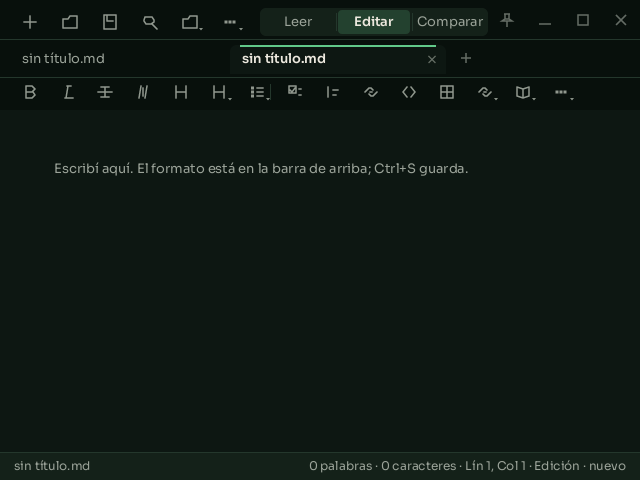 Leer Editar Comparar
sin título.md sin título.md
Escribí aquí. El formato está en la barra de arriba; Ctrl+S guarda.
sin título.md 0 palabras · 0 caracteres · Lín 1, Col 1 · Edición · nuevo